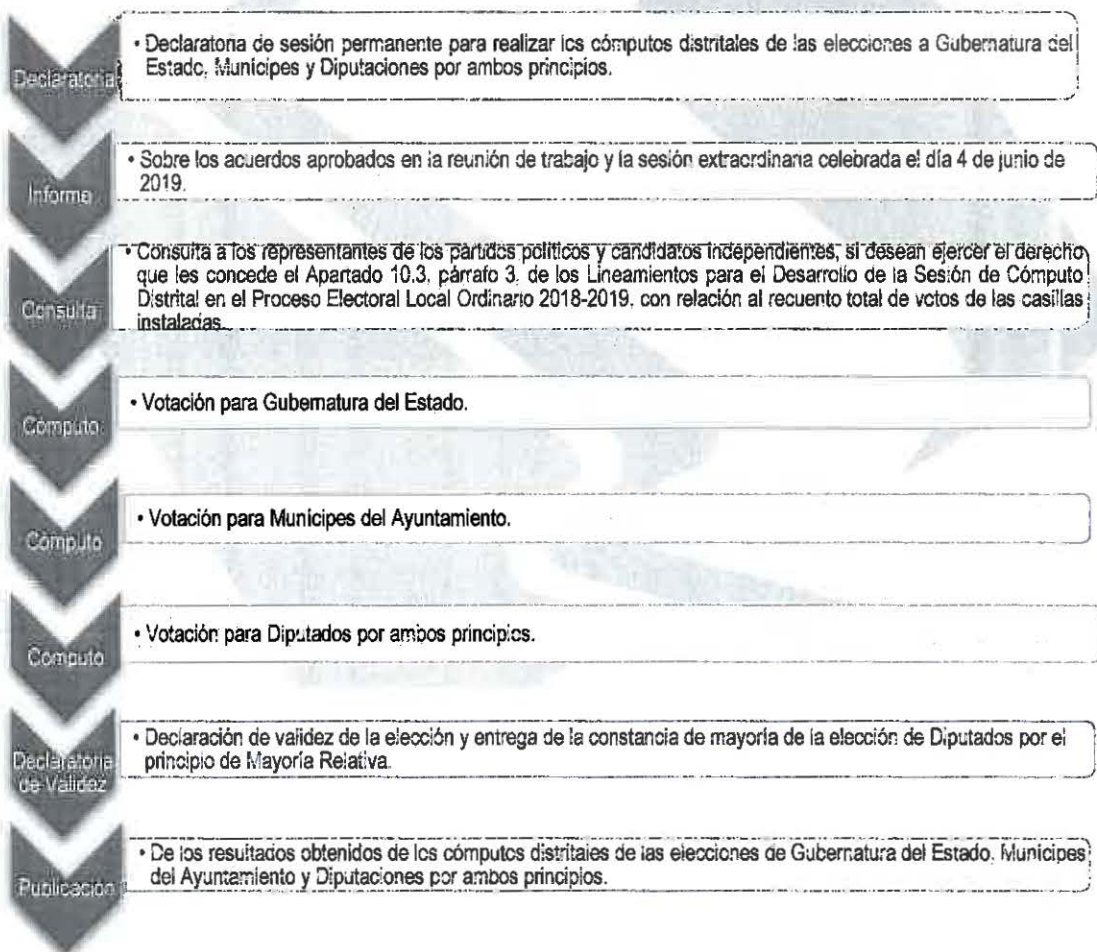 Declaratoria
• Declaratoria de sesión permanente para realizar los cómputos distritales de las elecciones a Gubernatura del
Estado, Munícipes y Diputaciones por ambos principios.
Informe
• Sobre los acuerdos aprobados en la reunión de trabajo y la sesión extraordinaria celebrada el día 4 de junio de
2019.
Consulta
• Consulta a los representantes de los partidos políticos y candidatos independientes, si desean ejercer el derecho
que les concede el Apartado 10.3, párrafo 3, de los Lineamientos para el Desarrollo de la Sesión de Cómputo
Distrital en el Proceso Electoral Local Ordinario 2018-2019, con relación al recuento total de votos de las casillas
instaladas.
Cómputo
• Votación para Gubernatura del Estado.
Cómputo
• Votación para Munícipes del Ayuntamiento.
Cómputo
• Votación para Diputados por ambos principios.
Declaratoria
de Validez
• Declaración de validez de la elección y entrega de la constancia de mayoría de la elección de Diputados por el
principio de Mayoría Relativa.
Publicación
• De los resultados obtenidos de los cómputos distritales de las elecciones de Gubernatura del Estado, Munícipes
del Ayuntamiento y Diputaciones por ambos principios.